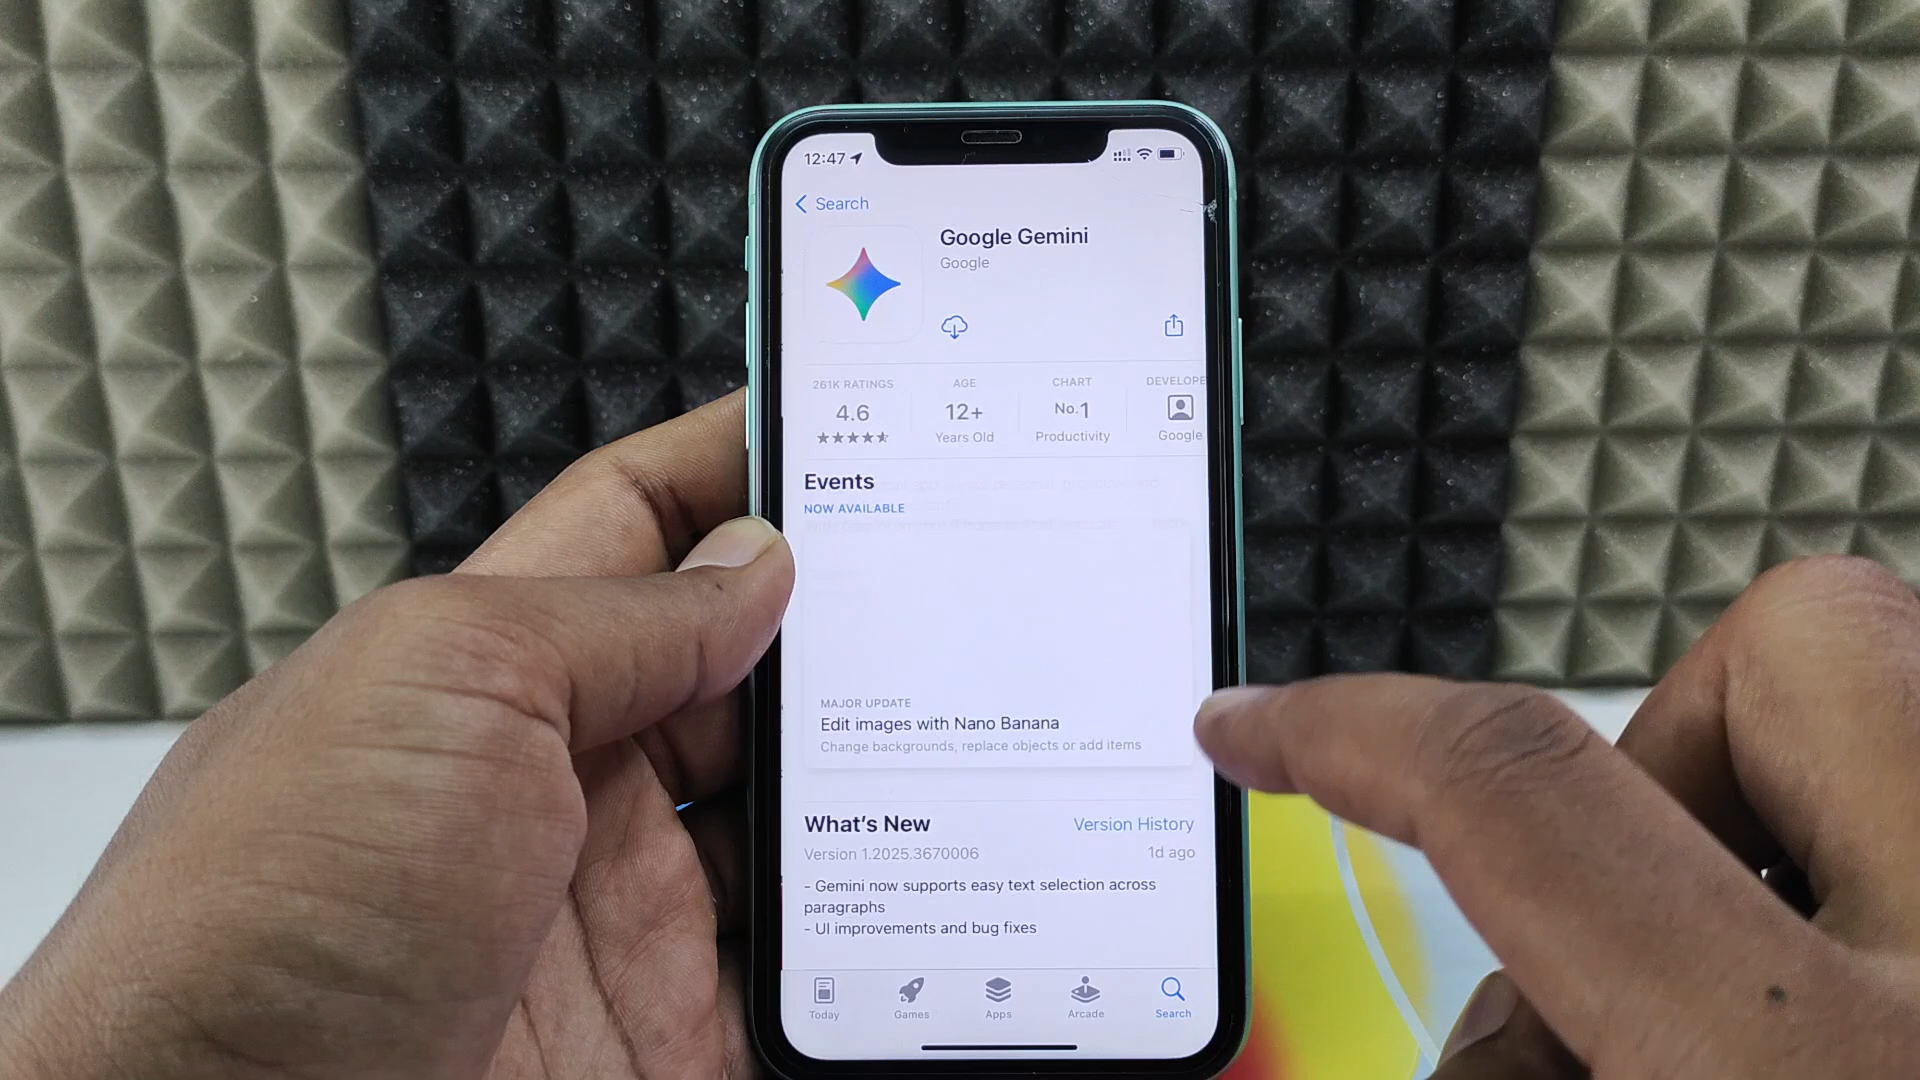 12:47
Search
Google Gemini
Google
261K RATINGS
AGE
CHART
DEVELOPE
4.6
12+
No.1
Years Old
Productivity
Google
Events
NOW AVAILABLE
MAJOR UPDATE
Edit images with Nano Banana
Change backgrounds, replace objects or add items
What's New
Version History
Version 1.2025.3670006
1d ago
- Gemini now supports easy text selection across
paragraphs
- UI improvements and bug fixes
Today
Games
Apps
Arcade
Search